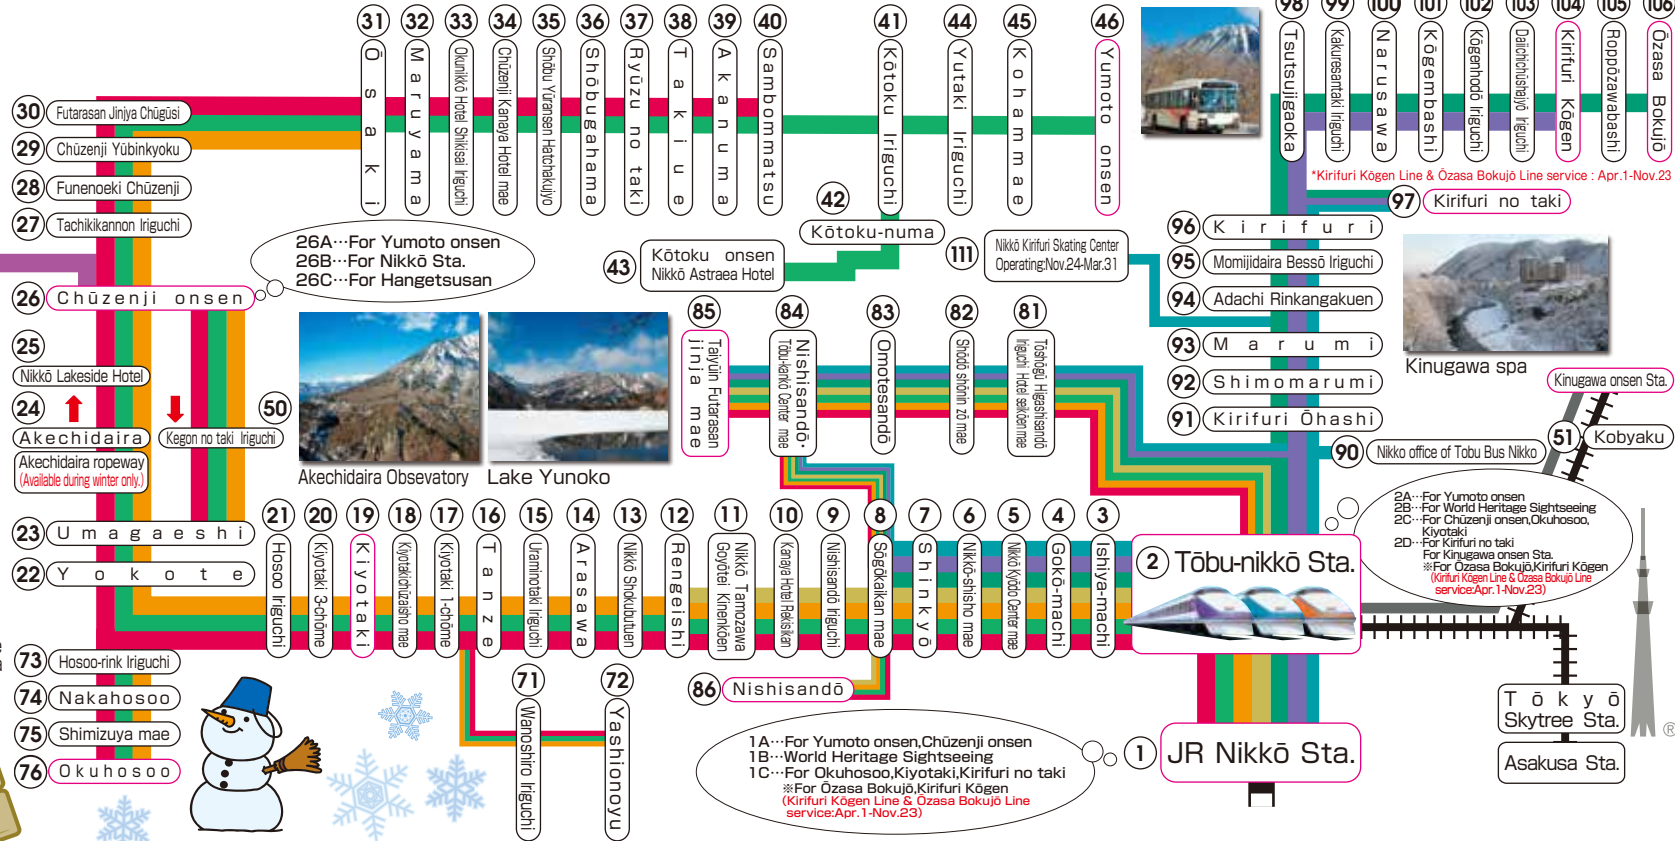 31 Ōsaki
32 Maruyama
33 Okunikkō Hotel Shikisai Iriguchi
34 Chūzenji Kanaya Hotel mae
35 Shōbu Yūransen Hatchakujyo
36 Shōbugahama
37 Ryūzu no taki
38 Takiue
39 Akanuma
40 Sambommatsu
41 Kōtoku Iriguchi
44 Yutaki Iriguchi
45 Kohammae
46 Yumoto onsen
98 Tsutsujigaoka
99 Kakuresantaki Iriguchi
100 Narusawa
101 Kōgembashi
102 Kōgenhodō Iriguchi
103 Daiichichūshajyō Iriguchi
104 Kirifuri Kōgen
105 Roppōzawabashi
106 Ōzasa Bokujō
*Kirifuri Kōgen Line & Ōzasa Bokujō Line service : Apr.1-Nov.23
30 Futarasan Jinjya Chūgūsi
29 Chūzenji Yūbinkyoku
28 Funenoeki Chūzenji
27 Tachikikannon Iriguchi
26 Chūzenji onsen
26A…For Yumoto onsen
26B…For Nikkō Sta.
26C…For Hangetsusan
42
Kōtoku-numa
43 Kōtoku onsen
Nikkō Astraea Hotel
111 Nikkō Kirifuri Skating Center
Operating:Nov.24-Mar.31
97 Kirifuri no taki
96 Kirifuri
95 Momijidaira Bessō Iriguchi
94 Adachi Rinkangakuen
93 Marumi
92 Shimomarumi
91 Kirifuri Ōhashi
90 Nikko office of Tobu Bus Nikko
Kinugawa spa
Kinugawa onsen Sta.
51 Kobyaku
25
Nikkō Lakeside Hotel
24
Akechidaira
Akechidaira ropeway
(Available during winter only.)
50
Kegon no taki Iriguchi
Akechidaira Obsevatory
Lake Yunoko
85 Taiyūin Futarasan jinja mae
84 Nishisandō・
Tōbu-kankō Center mae
83 Omotesandō
82 Shōdō shōnin zō mae
81 Tōshōgū Higashisandō
Iriguchi Hotel seikōen mae
23 Umagaeshi
22 Yokote
21 Hosoo Iriguchi
20 Kiyotaki 3-chōme
19 Kiyotaki
18 Kiyotakichūzaisho mae
17 Kiyotaki 1-chōme
16 Tanze
15 Uraminotaki Iriguchi
14 Arasawa
13 Nikkō Shokubutuen
12 Rengeishi
11 Nikkō Tamozawa
Goyōtei Kinenkōen
10 Kanaya Hotel Rekisikan
9 Nishisandō Iriguchi
8 Sōgōkaikan mae
7 Shinkyō
6 Nikkō-shisho mae
5 Nikkō Kyōdo Center mae
4 Gokō-machi
3 Ishiya-machi
2 Tōbu-nikkō Sta.
2A…For Yumoto onsen
2B…For World Heritage Sightseeing
2C…For Chūzenji onsen,Okuhosoo,
Kiyotaki
2D…For Kirifuri no taki
For Kinugawa onsen Sta.
※For Ōzasa Bokujō,Kirifuri Kōgen
(Kirifuri Kōgen Line & Ōzasa Bokujō Line
service:Apr.1-Nov.23)
73 Hosoo-rink Iriguchi
74 Nakahosoo
75 Shimizuya mae
76 Okuhosoo
71 Wanoshiro Iriguchi
72 Yashionoyu
86 Nishisandō
1A…For Yumoto onsen,Chūzenji onsen
1B…World Heritage Sightseeing
1C…For Okuhosoo,Kiyotaki,Kirifuri no taki
※For Ōzasa Bokujō,Kirifuri Kōgen
(Kirifuri Kōgen Line & Ōzasa Bokujō Line
service:Apr.1-Nov.23)
1 JR Nikkō Sta.
Tōkyō
Skytree Sta.
®
Asakusa Sta.